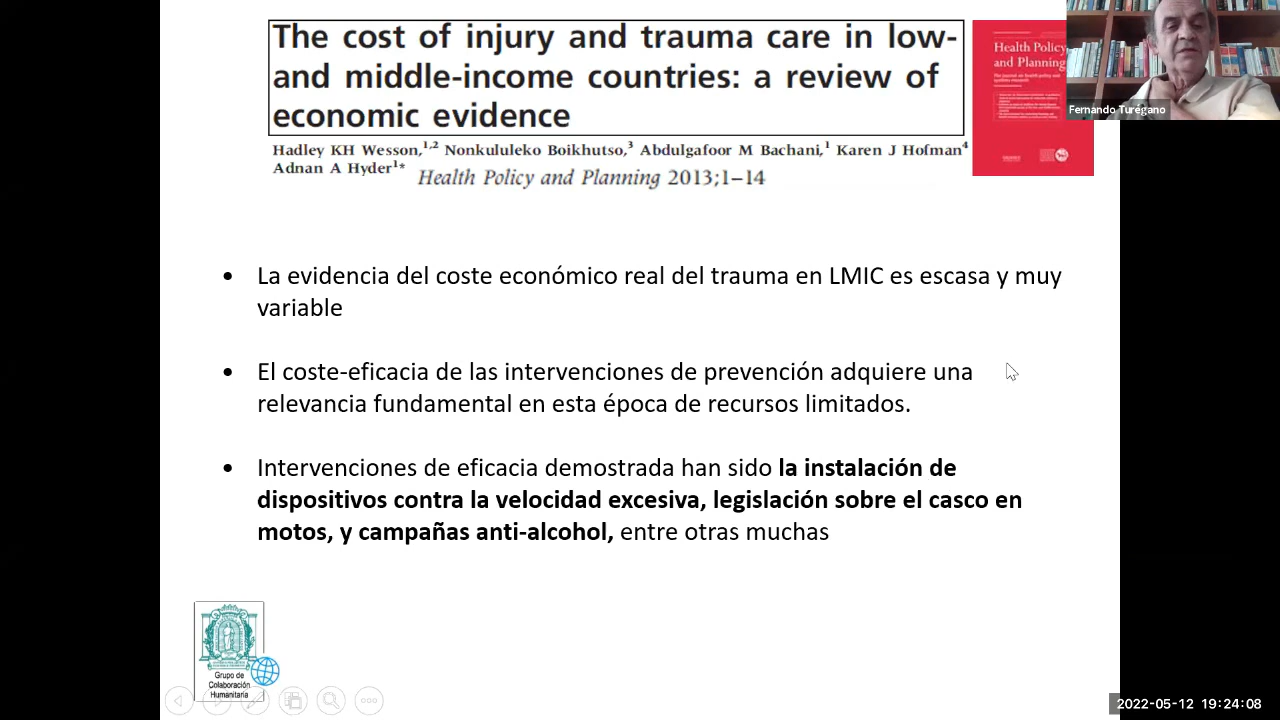 The cost of injury and trauma care in low-
and middle-income countries: a review of
economic evidence
Hadley KH Wesson,1,2 Nonkululeko Boikhutso,3 Abdulgafoor M Bachani,1 Karen J Hofman4
Adnan A Hyder1*
Health Policy and Planning 2013;1–14
Health Policy
and Planning
Fernando Turégano
• La evidencia del coste económico real del trauma en LMIC es escasa y muy
variable
• El coste-eficacia de las intervenciones de prevención adquiere una
relevancia fundamental en esta época de recursos limitados.
• Intervenciones de eficacia demostrada han sido la instalación de
dispositivos contra la velocidad excesiva, legislación sobre el casco en
motos, y campañas anti-alcohol, entre otras muchas
Grupo de
Colaboración
Humanitaria
2022-05-12 19:24:08